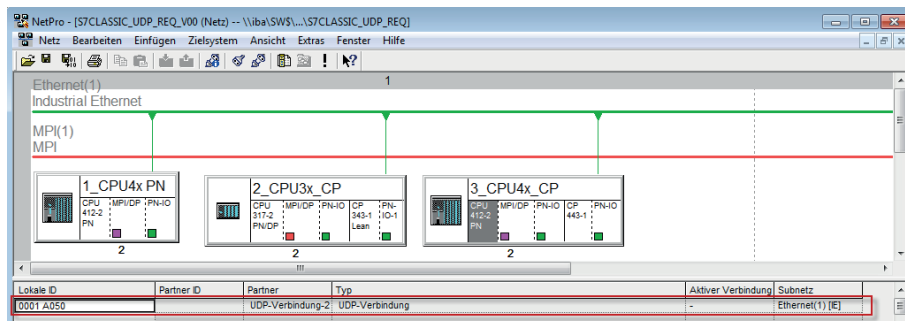 NetPro - [S7CLASSIC_UDP_REQ_V00 (Netz) -- \\iba\SW$\...\S7CLASSIC_UDP_REQ]
Netz Bearbeiten Einfügen Zielsystem Ansicht Extras Fenster Hilfe
1
Ethernet(1)
Industrial Ethernet
MPI(1)
MPI
1_CPU4x PN
CPU 412-2 PN
MPI/DP
PN-IO
2
2_CPU3x_CP
CPU 317-2 PN/DP
MPI/DP
PN-IO
CP 343-1 Lean
PN-IO-1
2
3_CPU4x_CP
CPU 412-2 PN
MPI/DP
PN-IO
CP 443-1
PN-IO
2
Lokale ID Partner ID Partner Typ Aktiver Verbindung Subnetz
0001 A050 UDP-Verbindung-2 UDP-Verbindung - Ethernet(1) [IE]